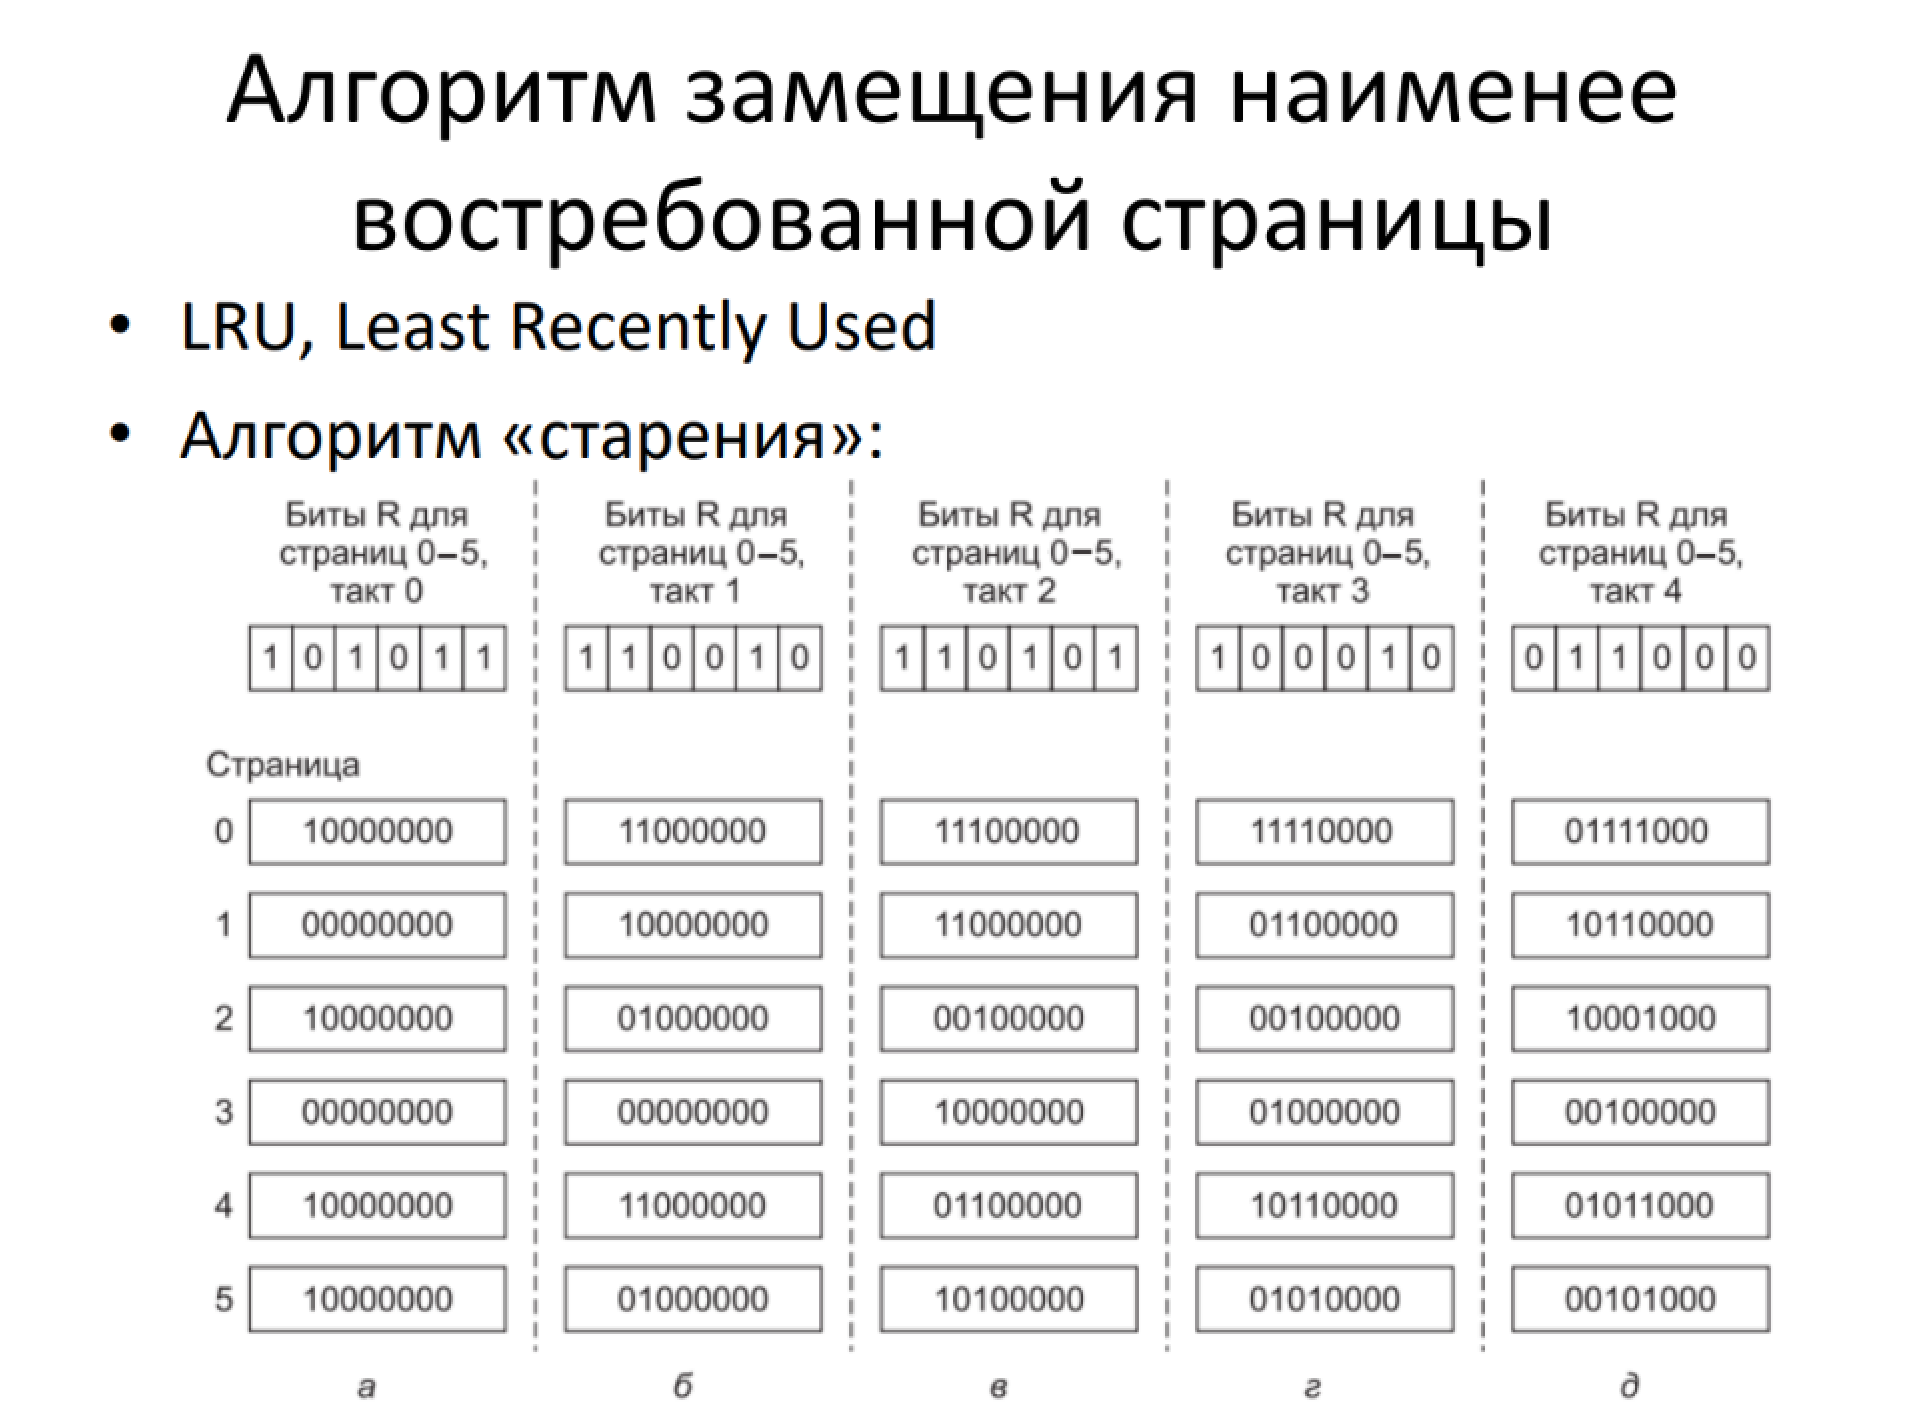 Алгоритм замещения наименее
востребованной страницы
• LRU, Least Recently Used
• Алгоритм «старения»:
Биты R для страниц 0–5, такт 0
Биты R для страниц 0–5, такт 1
Биты R для страниц 0–5, такт 2
Биты R для страниц 0–5, такт 3
Биты R для страниц 0–5, такт 4
1 0 1 0 1 1 1 1 0 0 1 0 1 1 0 1 0 1 1 0 0 0 1 0 0 1 1 0 0 0
Страница
0 10000000 11000000 11100000 11110000 01111000
1 00000000 10000000 11000000 01100000 10110000
2 10000000 01000000 00100000 00100000 10001000
3 00000000 00000000 10000000 01000000 00100000
4 10000000 11000000 01100000 10110000 01011000
5 10000000 01000000 10100000 01010000 00101000
а б в г д